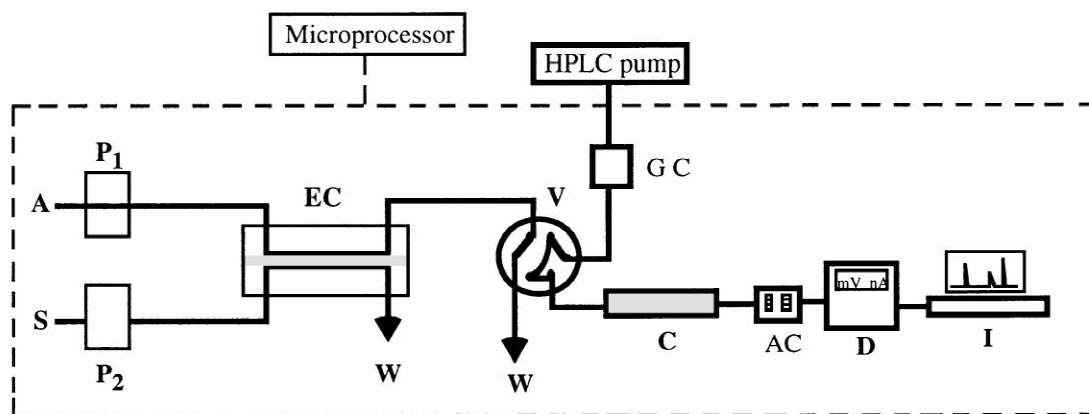 Microprocessor
HPLC pump
P1
G C
A
EC
V
S
mV nA
P2
W
W
C
AC
D
I